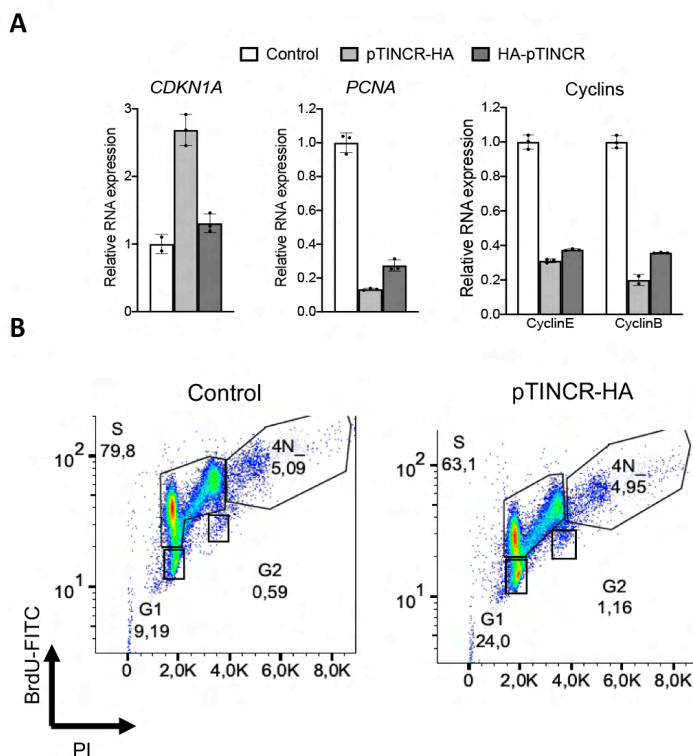 A
Control pTINCR-HA HA-pTINCR
CDKN1A
Relative RNA expression
3
2
1
0
PCNA
Relative RNA expression
1.2
1.0
0.8
0.6
0.4
0.2
0.0
Cyclins
Relative RNA expression
1.2
1.0
0.8
0.6
0.4
0.2
0.0
CyclinE CyclinB
B
Control
S
79,8
4N_
5,09
G2
0,59
G1
9,19
10²
10¹
0 2,0K 4,0K 6,0K 8,0K
pTINCR-HA
S
63,1
4N_
4,95
G2
1,16
G1
24,0
10²
10¹
0 2,0K 4,0K 6,0K 8,0K
BrdU-FITC
PI